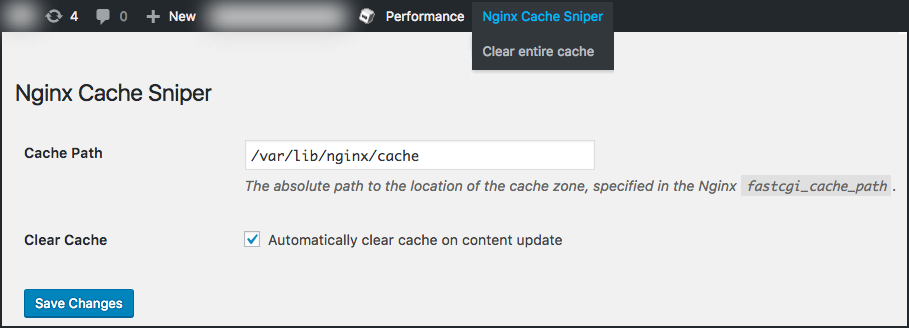 4 0 New Performance Nginx Cache Sniper
Clear entire cache
Nginx Cache Sniper
Cache Path /var/lib/nginx/cache
The absolute path to the location of the cache zone, specified in the Nginx fastcgi_cache_path.
Clear Cache Automatically clear cache on content update
Save Changes